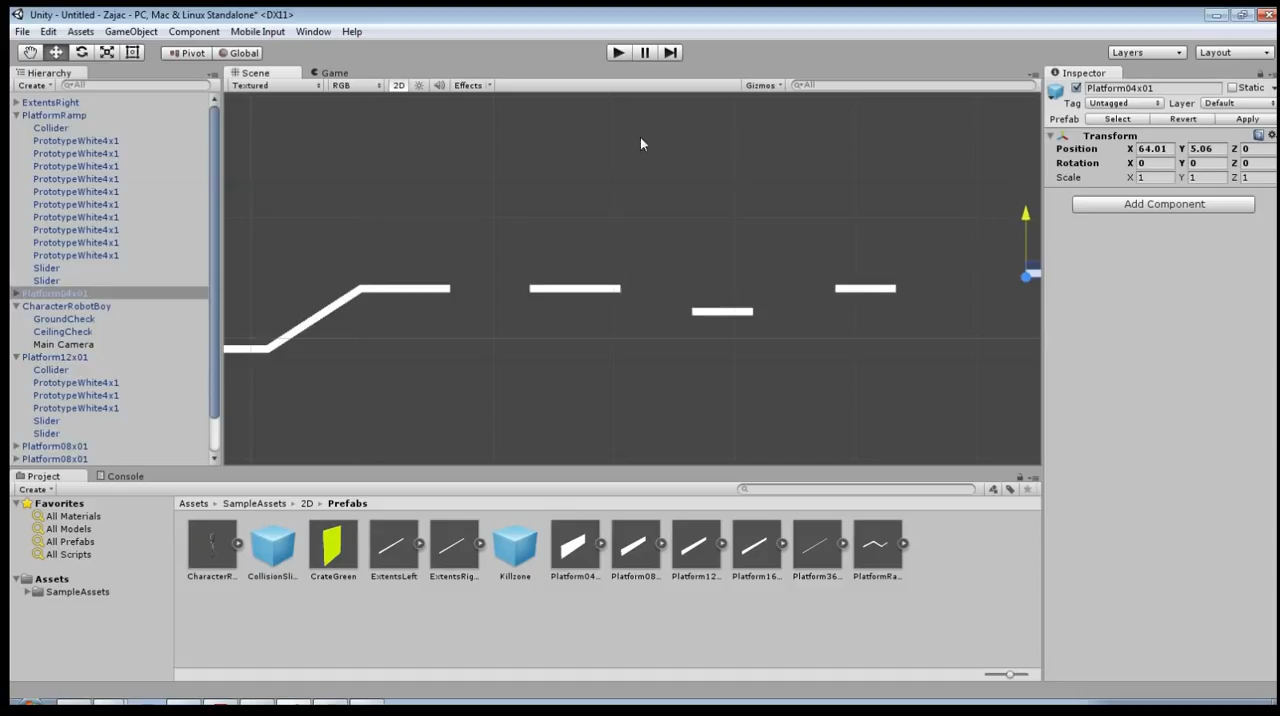 Unity - Untitled - Zajac - PC, Mac & Linux Standalone* <DX11>
File Edit Assets GameObject Component Mobile Input Window Help
Pivot Global Layers Layout
Hierarchy
Create All
ExtentsRight
PlatformRamp
Collider
PrototypeWhite4x1
PrototypeWhite4x1
PrototypeWhite4x1
PrototypeWhite4x1
PrototypeWhite4x1
PrototypeWhite4x1
PrototypeWhite4x1
PrototypeWhite4x1
PrototypeWhite4x1
PrototypeWhite4x1
Slider
Slider
Platform04x01
CharacterRobotBoy
GroundCheck
CeilingCheck
Main Camera
Platform12x01
Collider
PrototypeWhite4x1
PrototypeWhite4x1
PrototypeWhite4x1
Slider
Slider
Platform08x01
Platform08x01
Scene Game
Textured RGB 2D Effects Gizmos All
Inspector
Platform04x01 Static
Tag Untagged Layer Default
Prefab Select Revert Apply
Transform
Position X 64.01 Y 5.06 Z 0
Rotation X 0 Y 0 Z 0
Scale X 1 Y 1 Z 1
Add Component
Project Console
Create
Favorites
All Materials
All Models
All Prefabs
All Scripts
Assets
SampleAssets
Assets SampleAssets 2D Prefabs
CharacterR... CollisionSli... CrateGreen ExtentsLeft ExtentsRig... Killzone Platform04... Platform08... Platform12... Platform16... Platform36... PlatformRa...